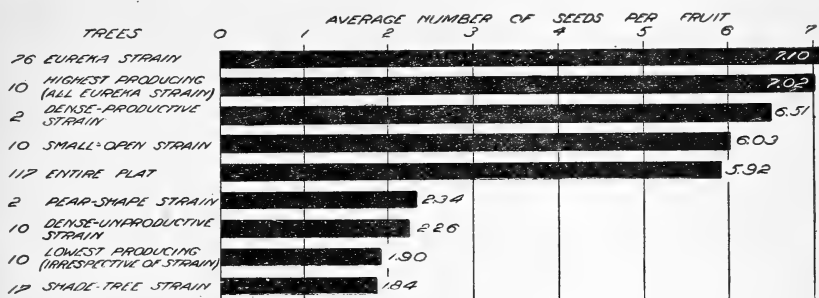 AVERAGE NUMBER OF SEEDS PER FRUIT
TREES 0 1 2 3 4 5 6 7
76 EUREKA STRAIN 7.10
10 HIGHEST PRODUCING
(ALL EUREKA STRAIN) 7.02
2 DENSE-PRODUCTIVE
STRAIN 6.51
10 SMALL-OPEN STRAIN 6.03
117 ENTIRE PLAT 5.92
2 PEAR-SHAPE STRAIN 2.34
10 DENSE-UNPRODUCTIVE
STRAIN 2.26
10 LOWEST PRODUCING
(IRRESPECTIVE OF STRAIN) 1.90
17 SHADE-TREE STRAIN 1.84